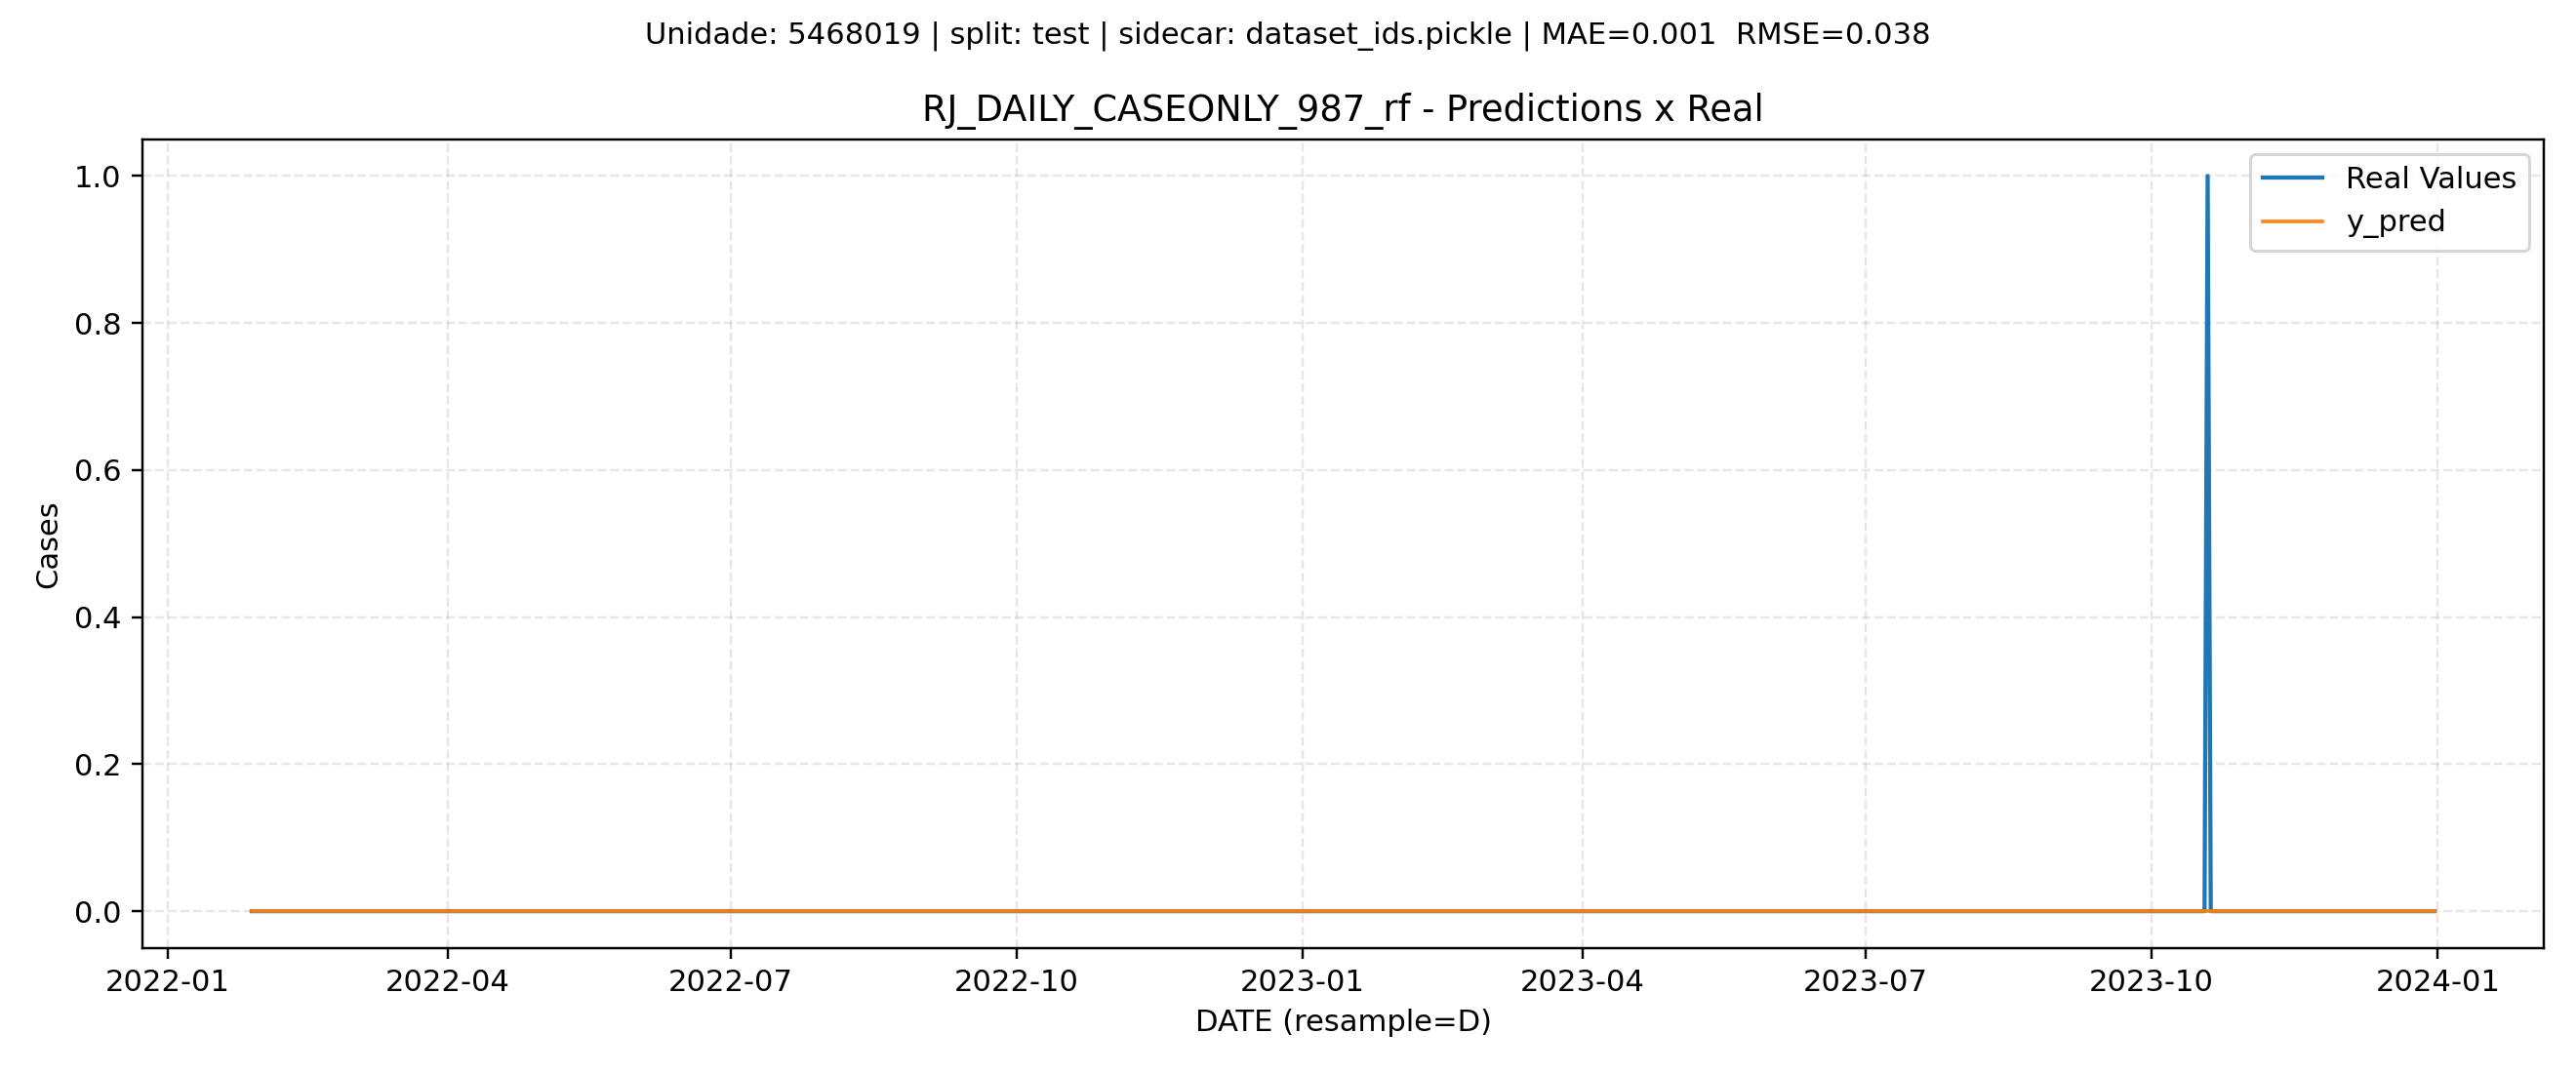 Unidade: 5468019 | split: test | sidecar: dataset_ids.pickle | MAE=0.001  RMSE=0.038
RJ_DAILY_CASEONLY_987_rf - Predictions x Real
Real Values
y_pred
1.0
0.8
0.6
0.4
0.2
0.0
Cases
2022-01
2022-04
2022-07
2022-10
2023-01
2023-04
2023-07
2023-10
2024-01
DATE (resample=D)